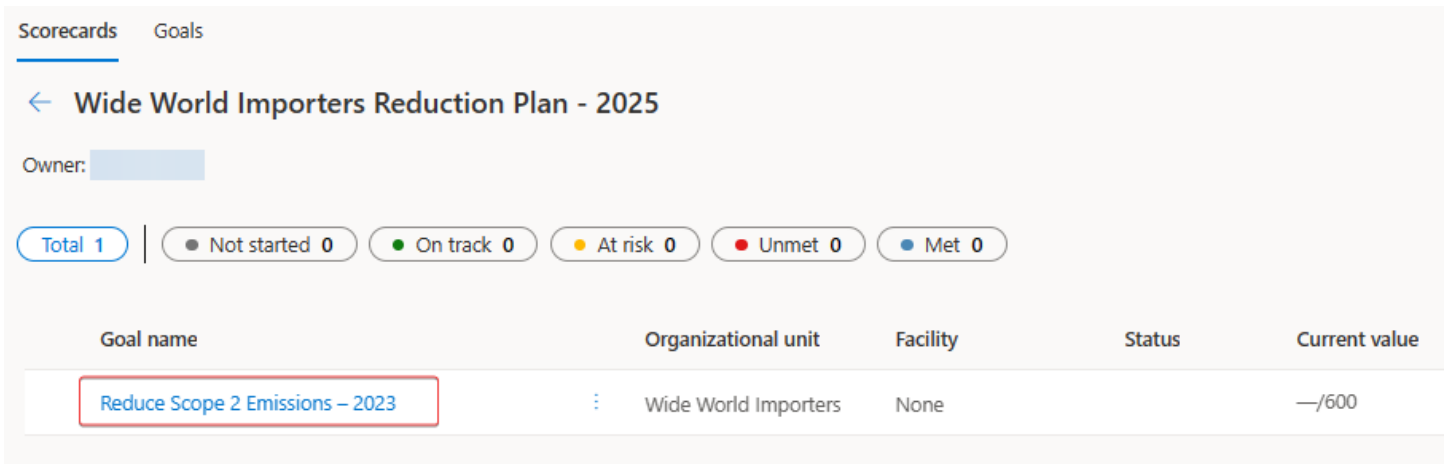 Scorecards Goals
← Wide World Importers Reduction Plan - 2025
Owner:
Total 1 Not started 0 On track 0 At risk 0 Unmet 0 Met 0
Goal name Organizational unit Facility Status Current value
Reduce Scope 2 Emissions – 2023 Wide World Importers None —/600